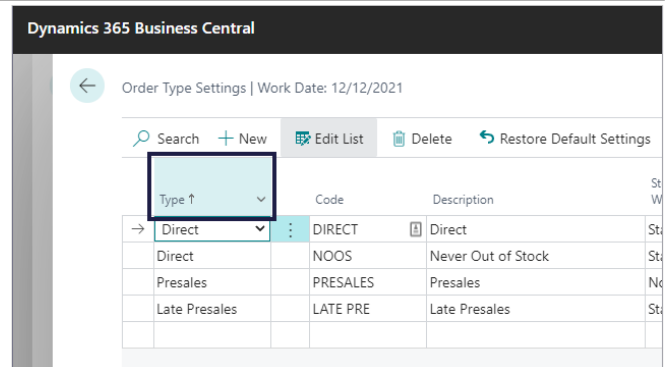 Dynamics 365 Business Central
Order Type Settings | Work Date: 12/12/2021
Search New Edit List Delete Restore Default Settings
Type ↑ Code Description
Direct DIRECT Direct
Direct NOOS Never Out of Stock
Presales PRESALES Presales
Late Presales LATE PRE Late Presales